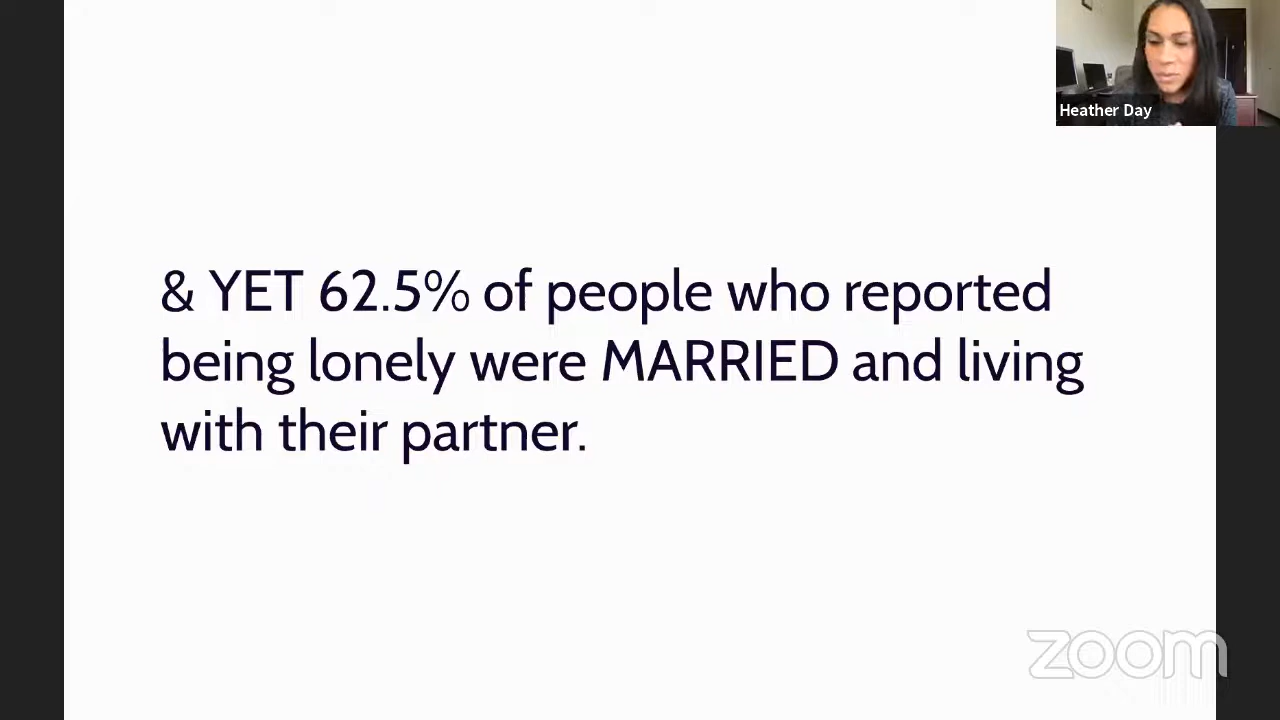 Heather Day
& YET 62.5% of people who reported
being lonely were MARRIED and living
with their partner.
zoom